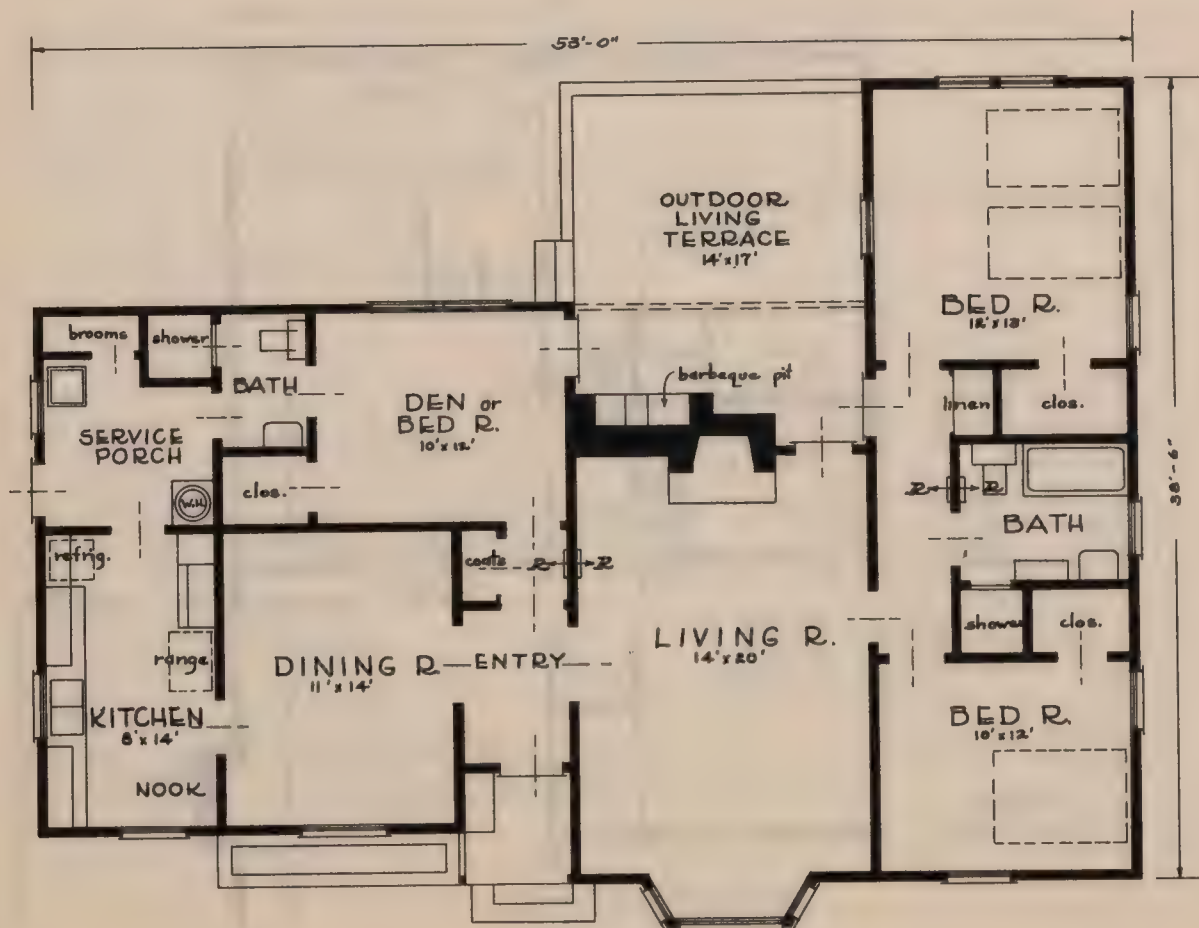 53'-0"
OUTDOOR
LIVING
TERRACE
14'x17'
BED R.
12'x13'
brooms
shower
BATH
DEN or
BED R.
10'x12'
barbeque pit
linen
clos.
SERVICE
PORCH
clos.
W.H.
R
R
BATH
38'-6"
refrig.
coats
R
R
shower
clos.
range
DINING R.
11'x14'
ENTRY
LIVING R.
14'x20'
KITCHEN
8'x14'
BED R.
10'x12'
NOOK